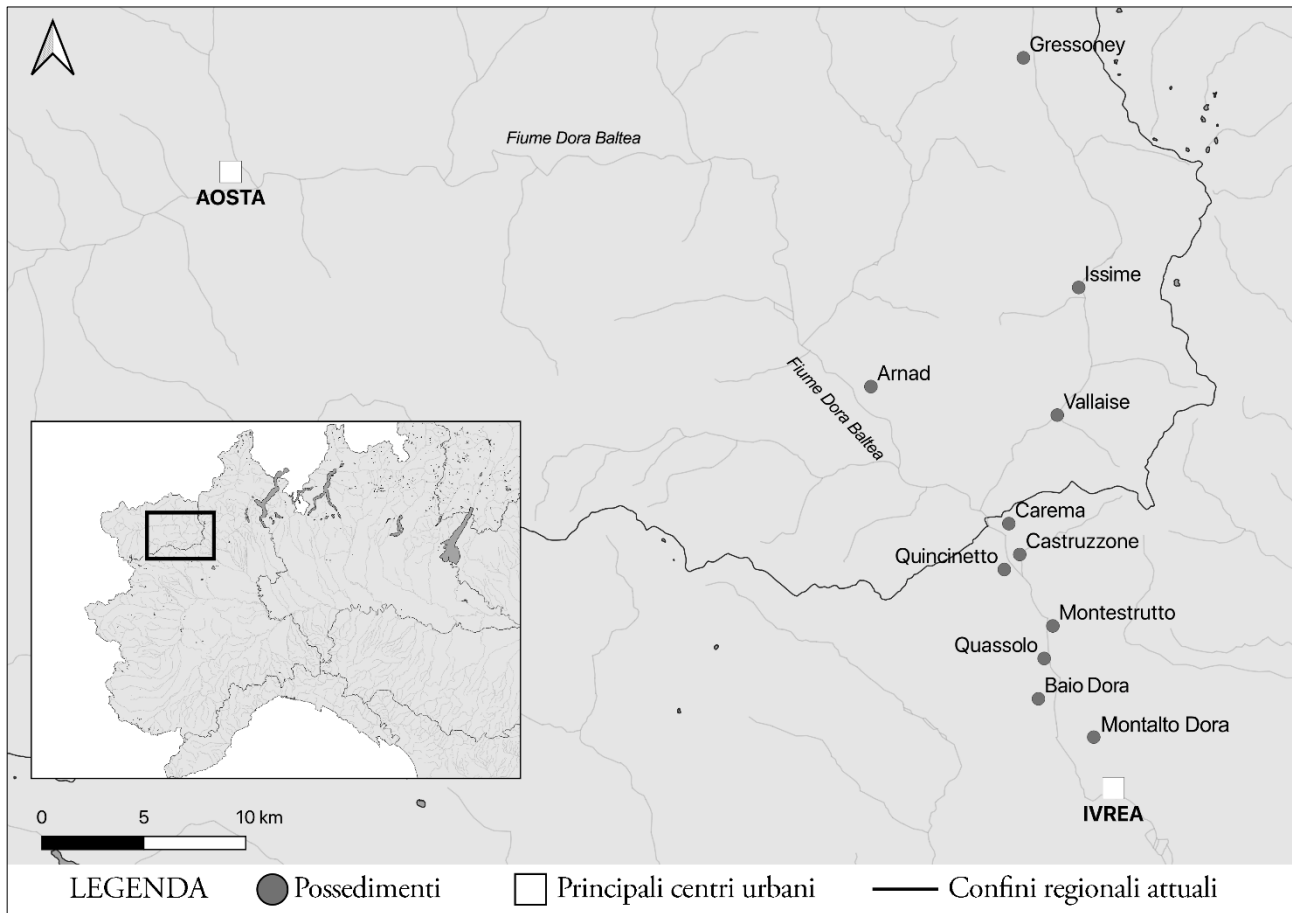 Gressoney
Fiume Dora Baltea
AOSTA
Issime
Arnad
Fiume Dora Baltea
Vallaise
Carema
Castruzzone
Quincinetto
Montestrutto
Quassolo
Baio Dora
Montalto Dora
IVREA
0 5 10 km
LEGENDA Possedimenti Principali centri urbani Confini regionali attuali